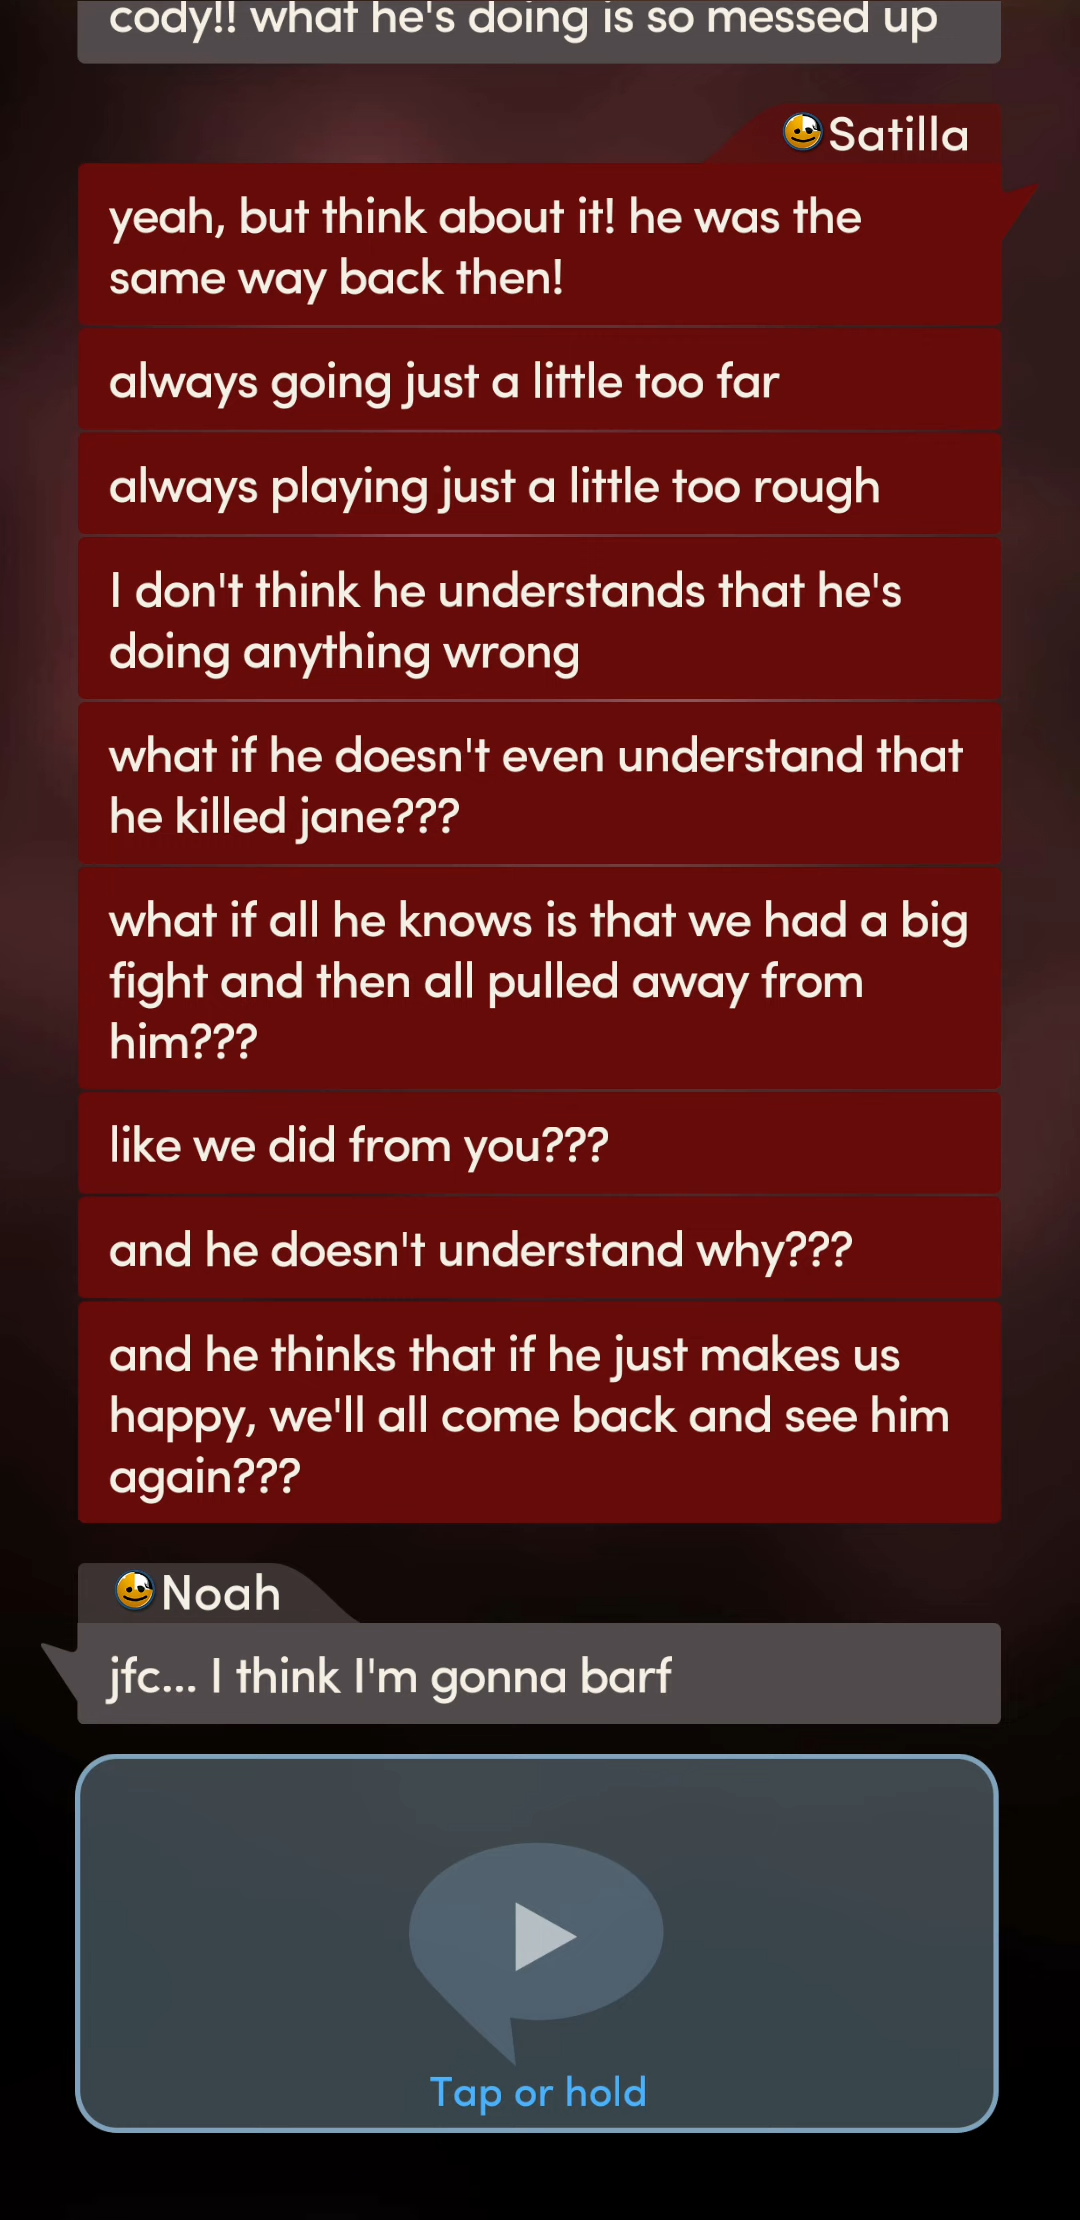 cody!! what he's doing is so messed up
Satilla
yeah, but think about it! he was the
same way back then!
always going just a little too far
always playing just a little too rough
I don't think he understands that he's
doing anything wrong
what if he doesn't even understand that
he killed jane???
what if all he knows is that we had a big
fight and then all pulled away from
him???
like we did from you???
and he doesn't understand why???
and he thinks that if he just makes us
happy, we'll all come back and see him
again???
Noah
jfc... I think I'm gonna barf
Tap or hold